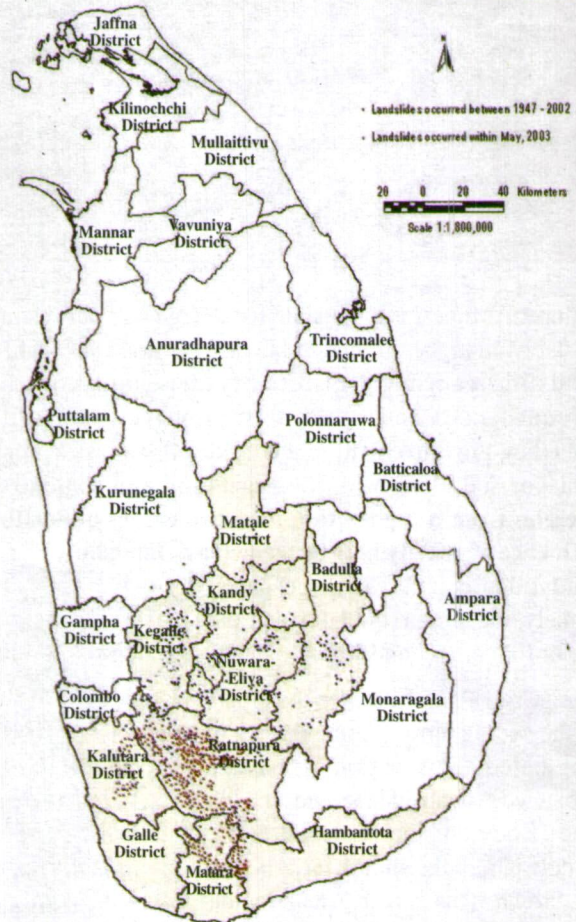 Jaffna
District
Kilinochchi
District
Mullaittivu
District
Landslides occurred between 1947 - 2002
Landslides occurred within May, 2003
20 0 20 40 Kilometers
Scale 1:1,800,000
Mannar
District
Vavuniya
District
Anuradhapura
District
Trincomalee
District
Puttalam
District
Polonnaruwa
District
Batticaloa
District
Kurunegala
District
Matale
District
Badulla
District
Kandy
District
Ampara
District
Gampha
District
Kegalle
District
Nuwara-
Eliya
District
Colombo
District
Monaragala
District
Ratnapura
District
Kalutara
District
Galle
District
Hambantota
District
Matara
District